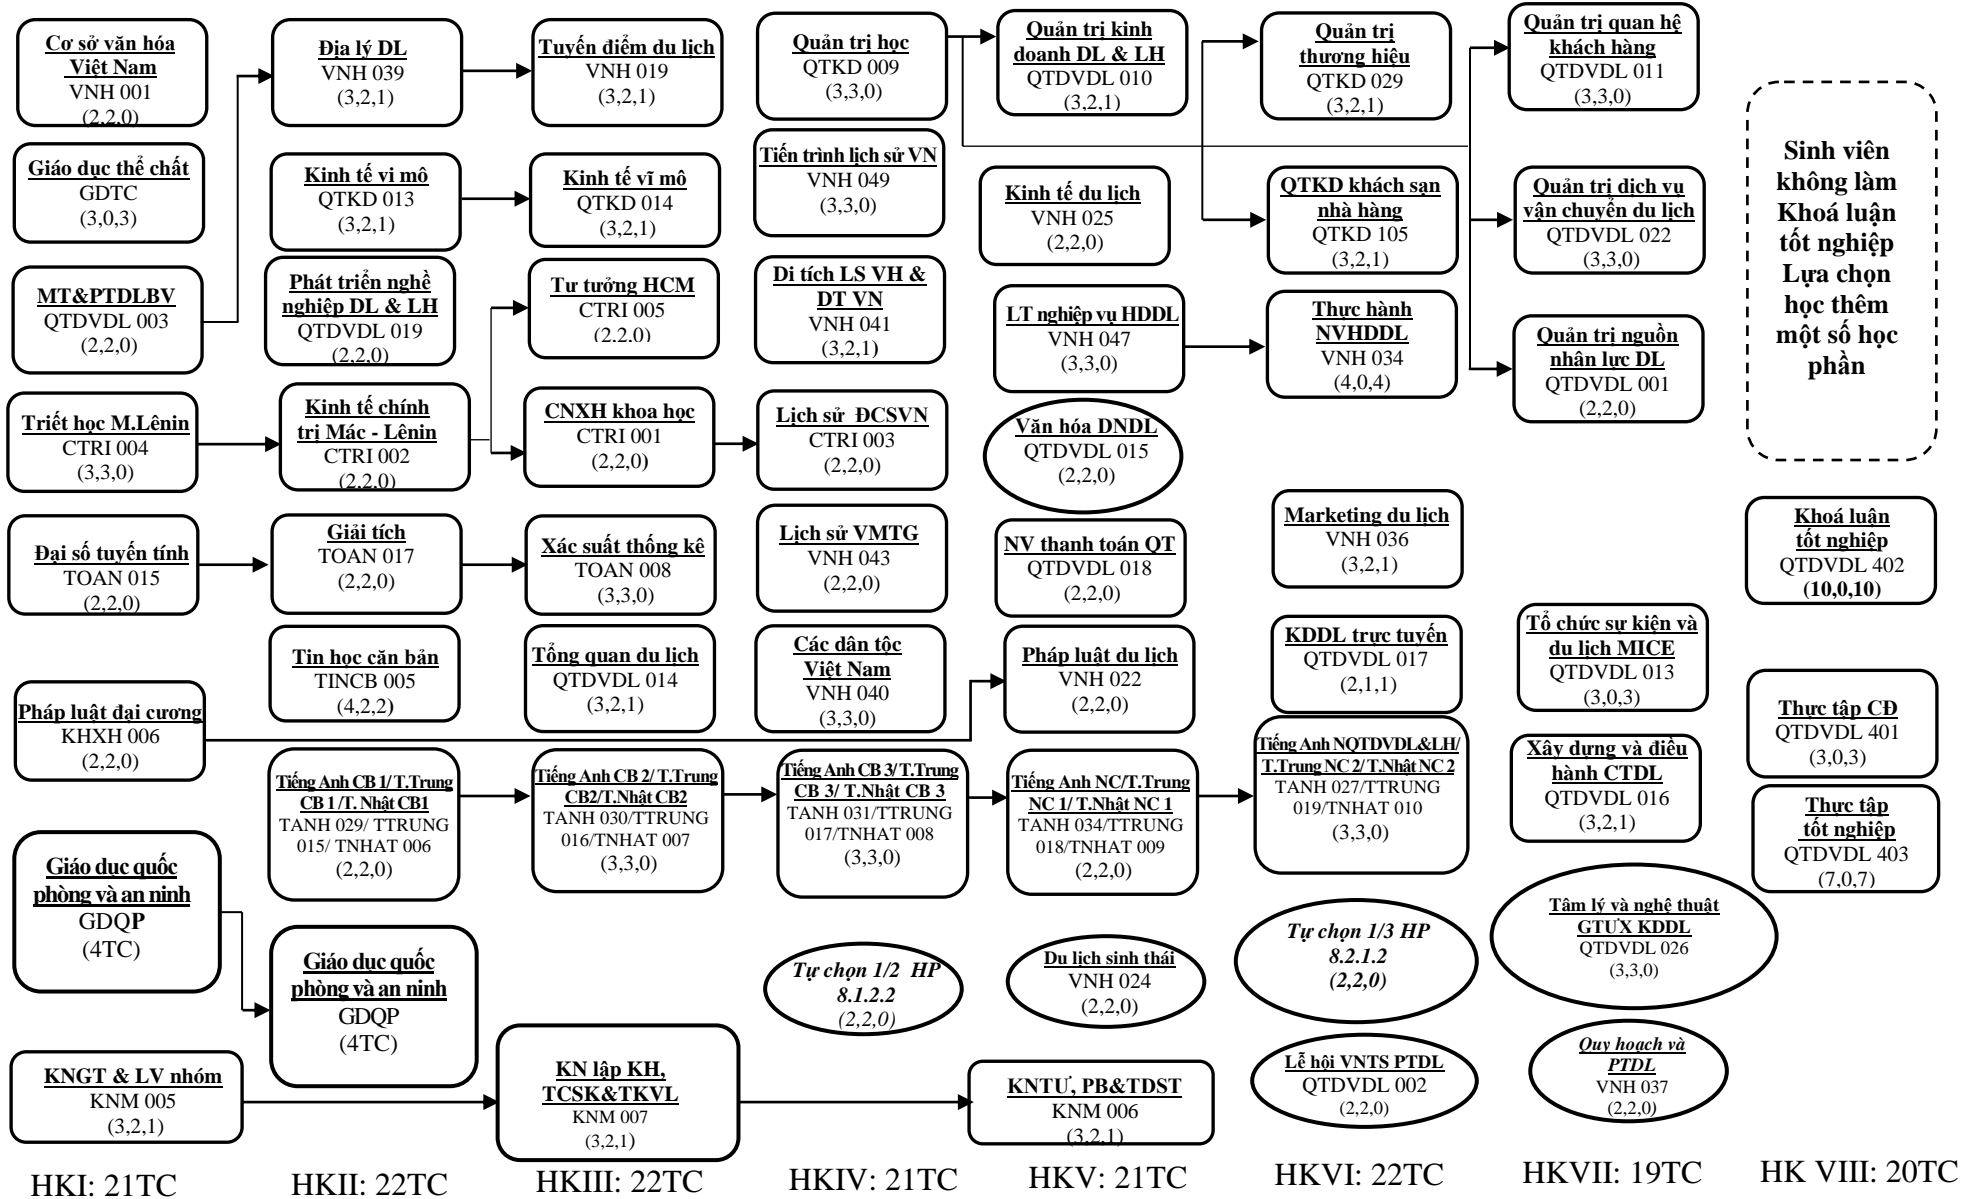 Cơ sở văn hóa
Việt Nam
VNH 001
(2,2,0)
Giáo dục thể chất
GDTC
(3,0,3)
MT&PTDLBV
QTDVDL 003
(2,2,0)
Triết học M.Lênin
CTRI 004
(3,3,0)
Đại số tuyến tính
TOAN 015
(2,2,0)
Pháp luật đại cương
KHXH 006
(2,2,0)
Giáo dục quốc
phòng và an ninh
GDQP
(4TC)
KNGT & LV nhóm
KNM 005
(3,2,1)
HKI: 21TC
Địa lý DL
VNH 039
(3,2,1)
Kinh tế vi mô
QTKD 013
(3,2,1)
Phát triển nghề
nghiệp DL & LH
QTDVDL 019
(2,2,0)
Kinh tế chính
trị Mác - Lênin
CTRI 002
(2,2,0)
Giải tích
TOAN 017
(2,2,0)
Tin học căn bản
TINCB 005
(4,2,2)
Tiếng Anh CB 1/T.Trung
CB 1/T. Nhật CB1
TANH 029/ TTRUNG
015/ TNHAT 006
(2,2,0)
Giáo dục quốc
phòng và an ninh
GDQP
(4TC)
HKII: 22TC
Tuyến điểm du lịch
VNH 019
(3,2,1)
Kinh tế vĩ mô
QTKD 014
(3,2,1)
Tư tưởng HCM
CTRI 005
(2,2,0)
CNXH khoa học
CTRI 001
(2,2,0)
Xác suất thống kê
TOAN 008
(3,3,0)
Tổng quan du lịch
QTDVDL 014
(3,2,1)
Tiếng Anh CB 2/ T.Trung
CB2/T.Nhật CB2
TANH 030/TTRUNG
016/TNHAT 007
(3,3,0)
KN lập KH,
TCSK&TKVL
KNM 007
(3,2,1)
HKIII: 22TC
Quản trị học
QTKD 009
(3,3,0)
Tiến trình lịch sử VN
VNH 049
(3,3,0)
Di tích LS VH &
DT VN
VNH 041
(3,2,1)
Lịch sử ĐCSVN
CTRI 003
(2,2,0)
Lịch sử VMTG
VNH 043
(2,2,0)
Các dân tộc
Việt Nam
VNH 040
(3,3,0)
Tiếng Anh CB 3/T.Trung
CB 3/ T.Nhật CB 3
TANH 031/TTRUNG
017/TNHAT 008
(3,3,0)
Tự chọn 1/2 HP
8.1.2.2
(2,2,0)
HKIV: 21TC
Quản trị kinh
doanh DL & LH
QTDVDL 010
(3,2,1)
Kinh tế du lịch
VNH 025
(2,2,0)
LT nghiệp vụ HDDL
VNH 047
(3,3,0)
Văn hóa DNDL
QTDVDL 015
(2,2,0)
NV thanh toán QT
QTDVDL 018
(2,2,0)
Pháp luật du lịch
VNH 022
(2,2,0)
Tiếng Anh NC/T.Trung
NC 1/ T.Nhật NC 1
TANH 034/TTRUNG
018/TNHAT 009
(2,2,0)
Du lịch sinh thái
VNH 024
(2,2,0)
KNTƯ, PB&TDST
KNM 006
(3,2,1)
HKV: 21TC
Quản trị
thương hiệu
QTKD 029
(3,2,1)
QTKD khách sạn
nhà hàng
QTKD 105
(3,2,1)
Thực hành
NVHDDL
VNH 034
(4,0,4)
Marketing du lịch
VNH 036
(3,2,1)
KDDL trực tuyến
QTDVDL 017
(2,1,1)
Tiếng Anh NQTDVDL&LH/
T.Trung NC 2/T.Nhật NC 2
TANH 027/TTRUNG
019/TNHAT 010
(3,3,0)
Tự chọn 1/3 HP
8.2.1.2
(2,2,0)
Lễ hội VNTS PTDL
QTDVDL 002
(2,2,0)
HKVI: 22TC
Quản trị quan hệ
khách hàng
QTDVDL 011
(3,3,0)
Quản trị dịch vụ
vận chuyển du lịch
QTDVDL 022
(3,3,0)
Quản trị nguồn
nhân lực DL
QTDVDL 001
(2,2,0)
Tổ chức sự kiện và
du lịch MICE
QTDVDL 013
(3,0,3)
Xây dựng và điều
hành CTDL
QTDVDL 016
(3,2,1)
Tâm lý và nghệ thuật
GTƯX KDDL
QTDVDL 026
(3,3,0)
Quy hoạch và
PTDL
VNH 037
(2,2,0)
HKVII: 19TC
Sinh viên
không làm
Khoá luận
tốt nghiệp
Lựa chọn
học thêm
một số học
phần
Khoá luận
tốt nghiệp
QTDVDL 402
(10,0,10)
Thực tập CĐ
QTDVDL 401
(3,0,3)
Thực tập
tốt nghiệp
QTDVDL 403
(7,0,7)
HK VIII: 20TC